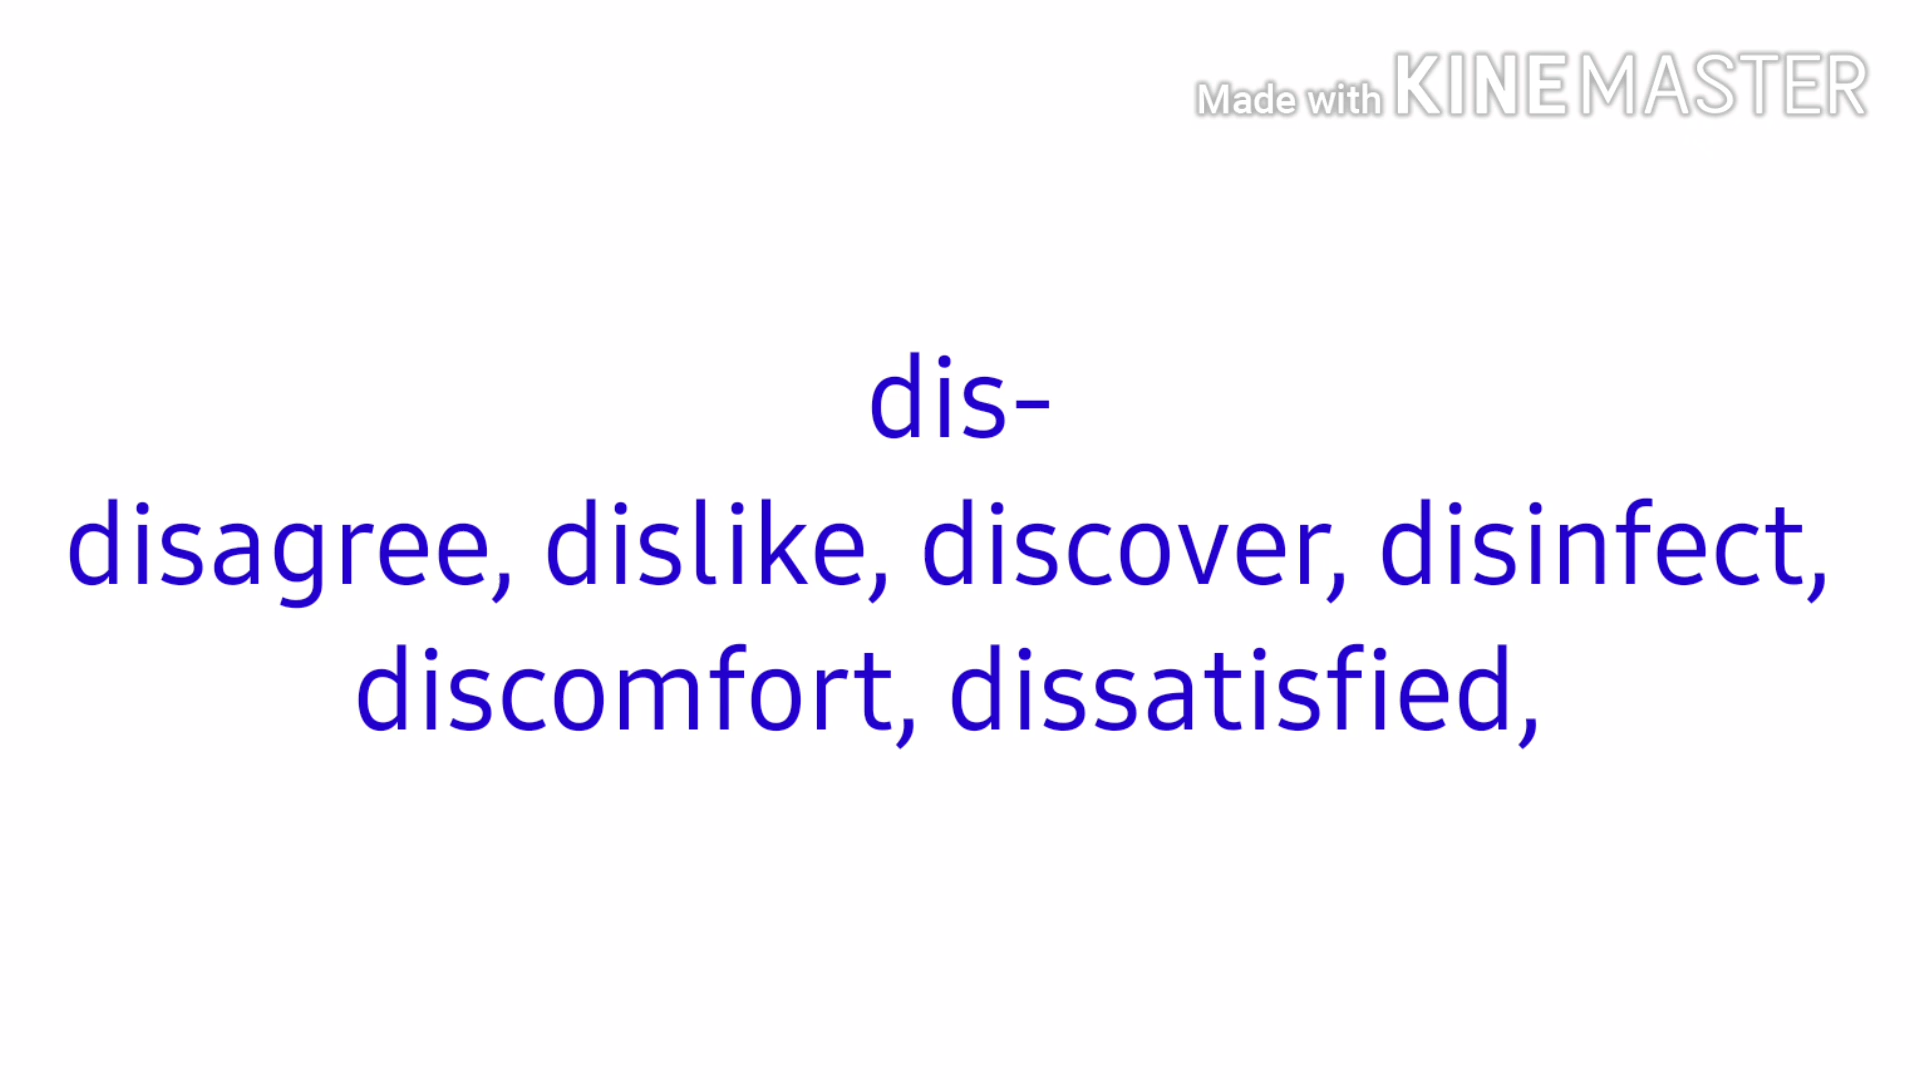 Made with KINEMASTER
dis-
disagree, dislike, discover, disinfect,
discomfort, dissatisfied,